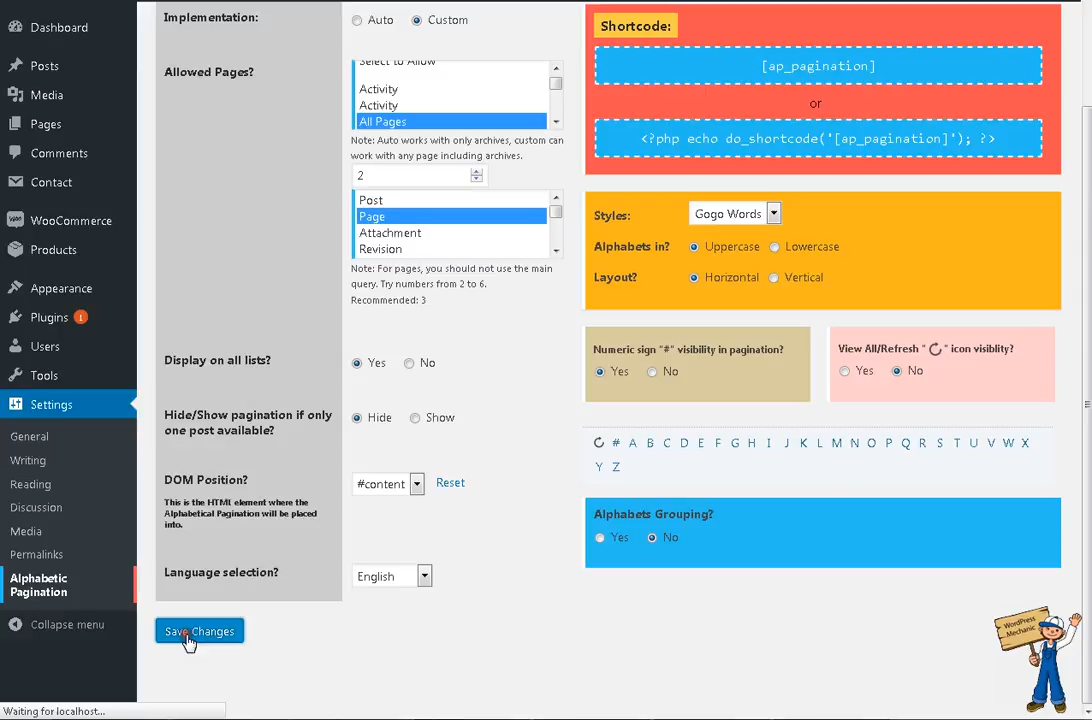 Dashboard
Posts
Media
Pages
Comments
Contact
WooCommerce
Products
Appearance
Plugins 1
Users
Tools
Settings
General
Writing
Reading
Discussion
Media
Permalinks
Alphabetic
Pagination
Collapse menu
Implementation:
Auto Custom
Allowed Pages?
Select to Allow
Activity
Activity
All Pages
Note: Auto works with only archives, custom can
work with any page including archives.
2
Post
Page
Attachment
Revision
Note: For pages, you should not use the main
query. Try numbers from 2 to 6.
Recommended: 3
Display on all lists?
Yes No
Hide/Show pagination if only
one post available?
Hide Show
DOM Position?
This is the HTML element where the
Alphabetical Pagination will be placed
into.
#content Reset
Language selection?
English
Save Changes
Shortcode:
[ap_pagination]
or
<?php echo do_shortcode('[ap_pagination]'); ?>
Styles: Gogo Words
Alphabets in? Uppercase Lowercase
Layout? Horizontal Vertical
Numeric sign "#" visibility in pagination?
Yes No
View All/Refresh " " icon visiblity?
Yes No
# A B C D E F G H I J K L M N O P Q R S T U V W X
Y Z
Alphabets Grouping?
Yes No
WordPress
Mechanic
Waiting for localhost...